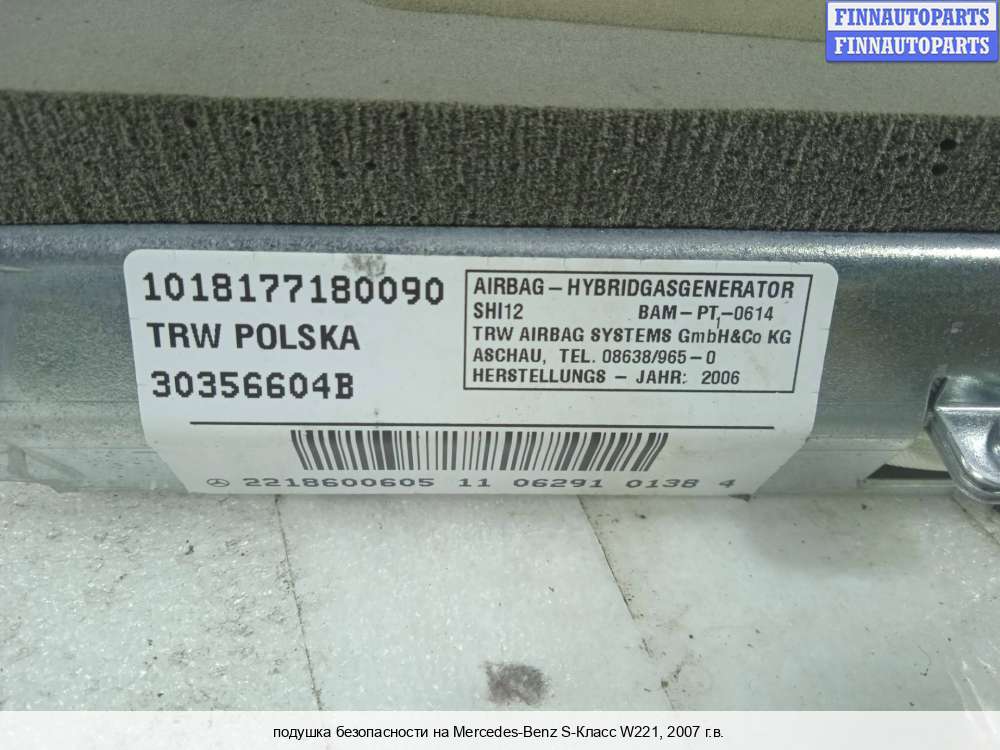 FINNAUTOPARTS
FINNAUTOPARTS
1018177180090
TRW POLSKA
30356604B
AIRBAG – HYBRIDGASGENERATOR
SHI12 BAM – PT,–0614
TRW AIRBAG SYSTEMS GmbH&Co KG
ASCHAU, TEL. 08638/965 – 0
HERSTELLUNGS – JAHR: 2006
2218600605 11 06291 0138 4
подушка безопасности на Mercedes-Benz S-Класс W221, 2007 г.в.